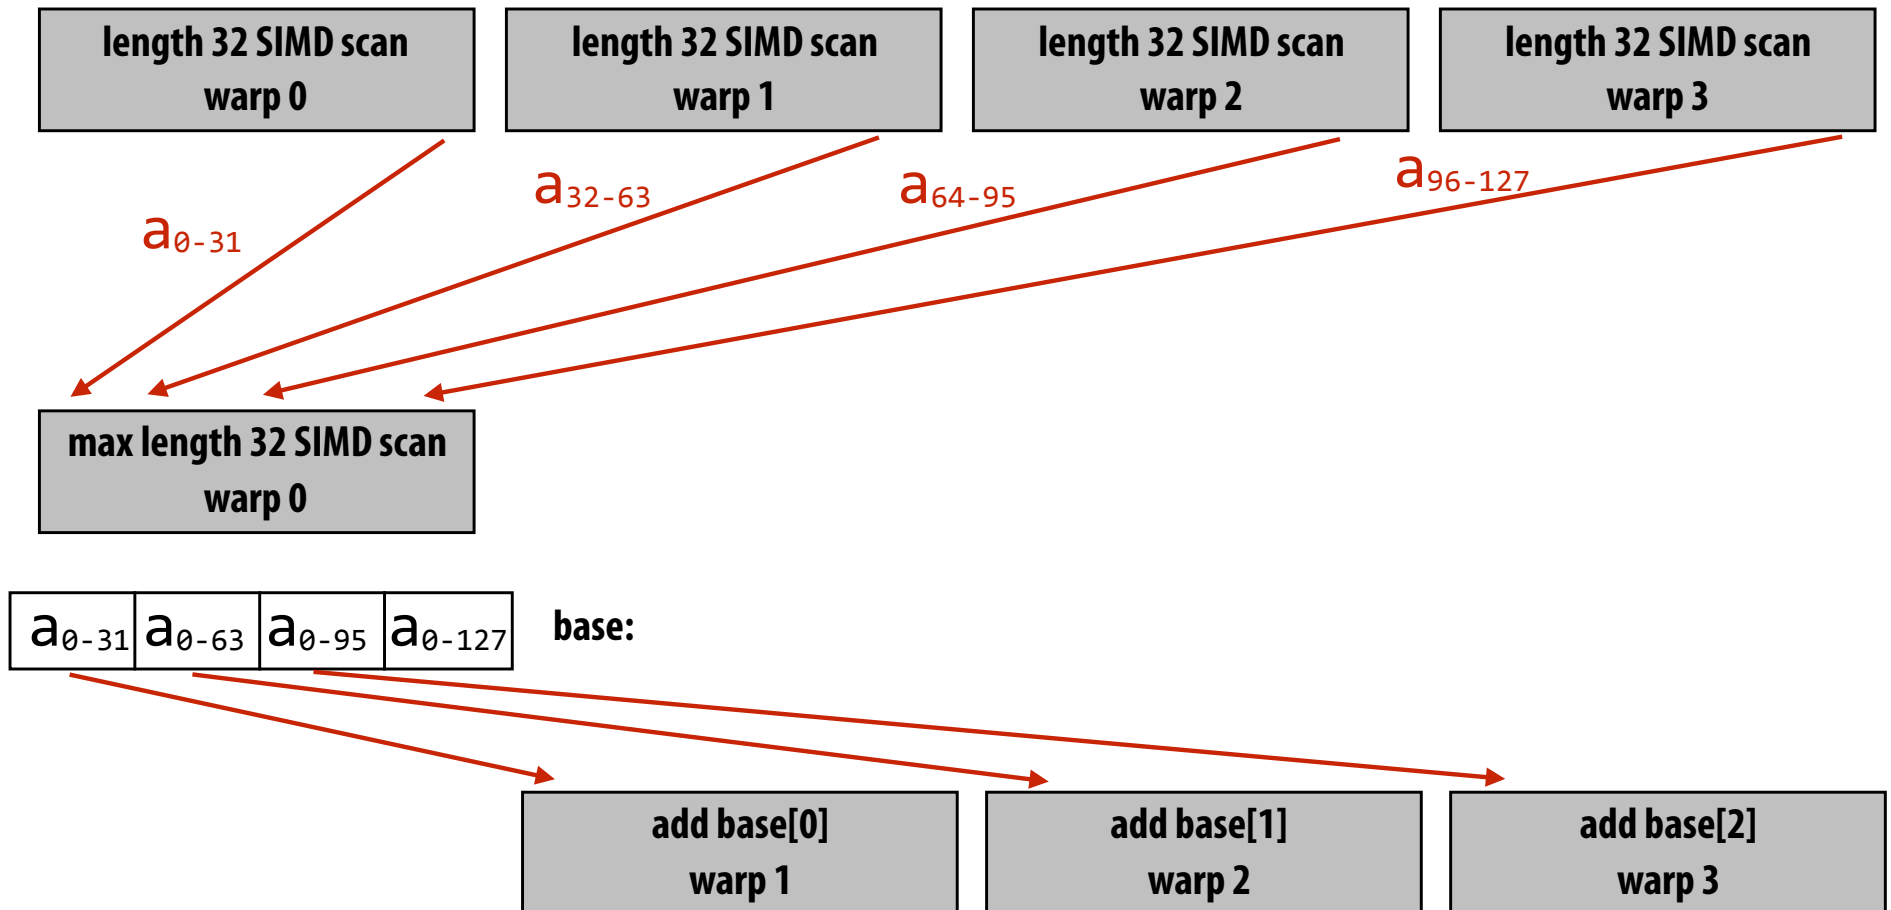 length 32 SIMD scan
warp 0
length 32 SIMD scan
warp 1
length 32 SIMD scan
warp 2
length 32 SIMD scan
warp 3
a0-31
a32-63
a64-95
a96-127
max length 32 SIMD scan
warp 0
a0-31 a0-63 a0-95 a0-127 base:
add base[0]
warp 1
add base[1]
warp 2
add base[2]
warp 3